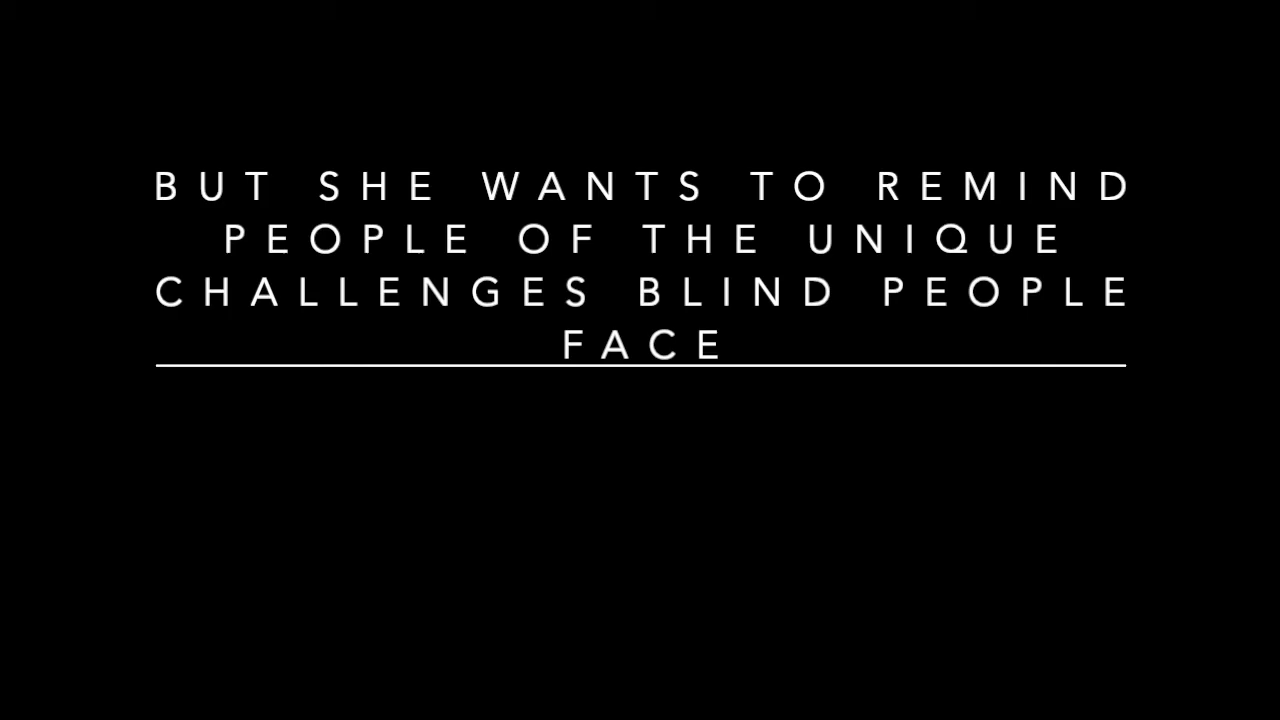 BUT SHE WANTS TO REMIND
PEOPLE OF THE UNIQUE
CHALLENGES BLIND PEOPLE
FACE